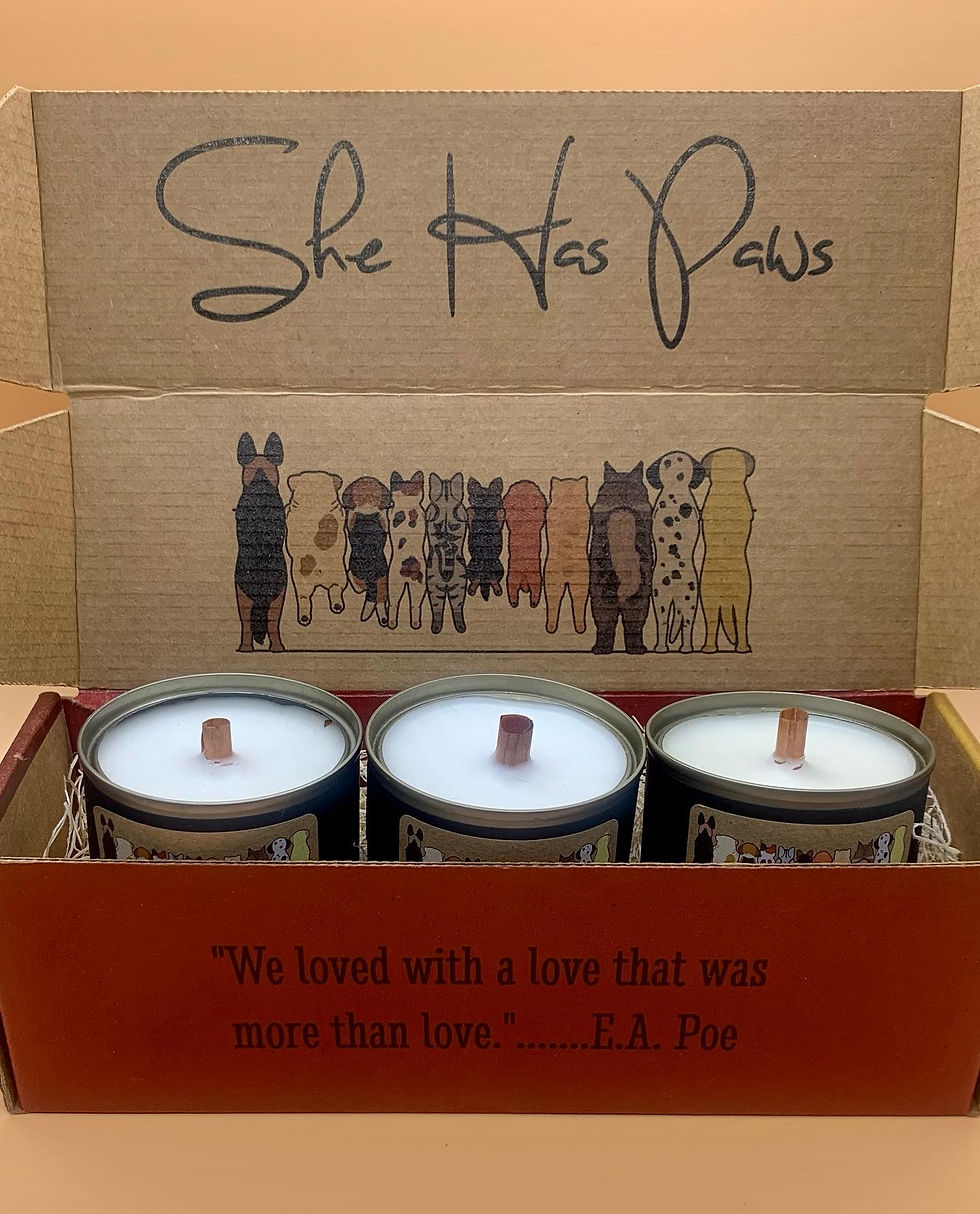 She Has Paws
"We loved with a love that was
more than love.".......E.A. Poe